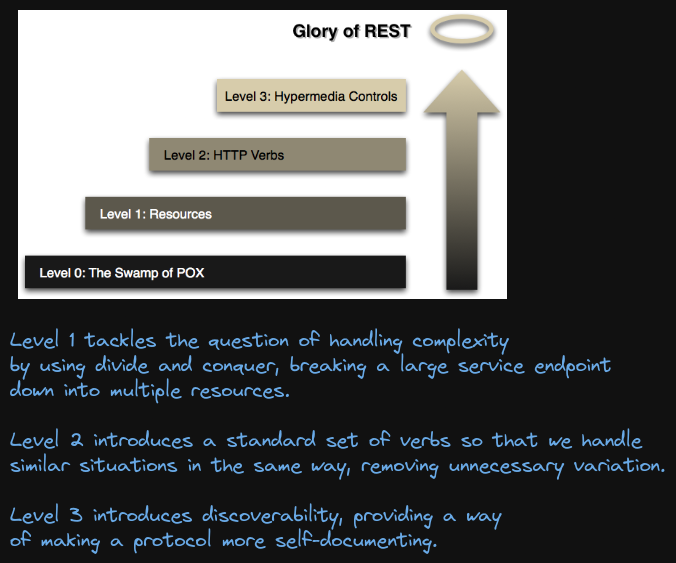 Glory of REST
Level 3: Hypermedia Controls
Level 2: HTTP Verbs
Level 1: Resources
Level 0: The Swamp of POX
Level 1 tackles the question of handling complexity
by using divide and conquer, breaking a large service endpoint
down into multiple resources.
Level 2 introduces a standard set of verbs so that we handle
similar situations in the same way, removing unnecessary variation.
Level 3 introduces discoverability, providing a way
of making a protocol more self-documenting.